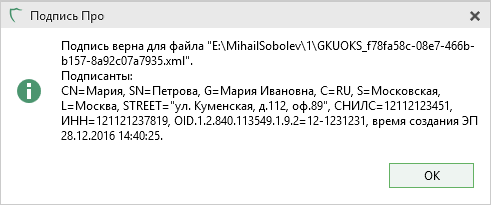 Подпись Про
Подпись верна для файла "E:\MihailSobolev\1\GKUOKS_f78fa58c-08e7-466b-
b157-8a92c07a7935.xml".
Подписанты:
CN=Мария, SN=Петрова, G=Мария Ивановна, C=RU, S=Московская,
L=Москва, STREET="ул. Куменская, д.112, оф.89", СНИЛС=12112123451,
ИНН=121121237819, OID.1.2.840.113549.1.9.2=12-1231231, время создания ЭП
28.12.2016 14:40:25.
OK